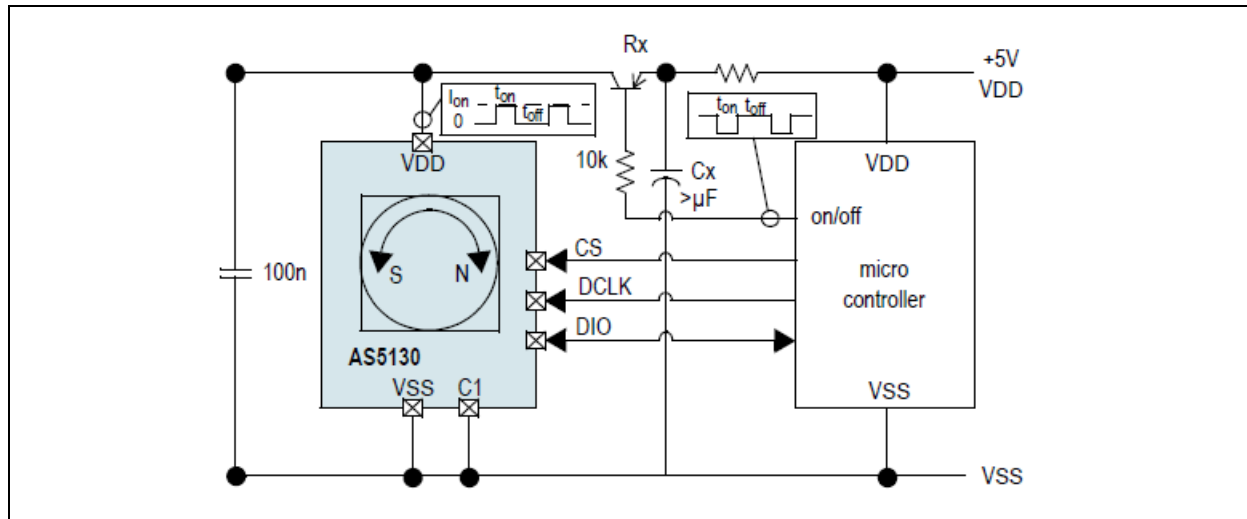 Rx
+5V
VDD
Ion
ton
toff
0
ton toff
VDD
10k
Cx
>µF
VDD
on/off
100n
S
N
CS
DCLK
DIO
micro
controller
AS5130
VSS
C1
VSS
VSS